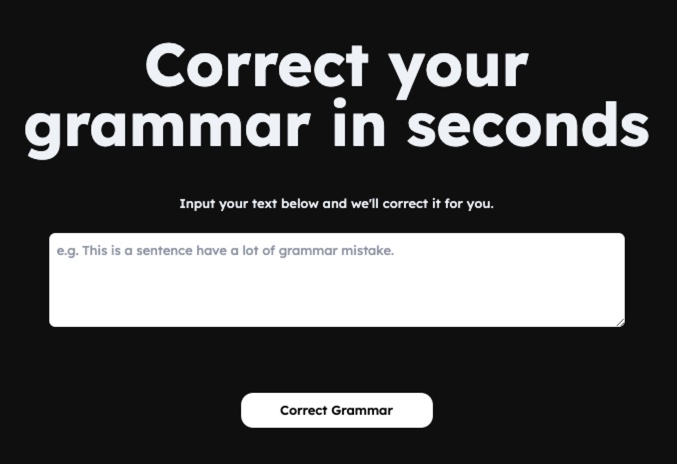 Correct your
grammar in seconds
Input your text below and we'll correct it for you.
e.g. This is a sentence have a lot of grammar mistake.
Correct Grammar